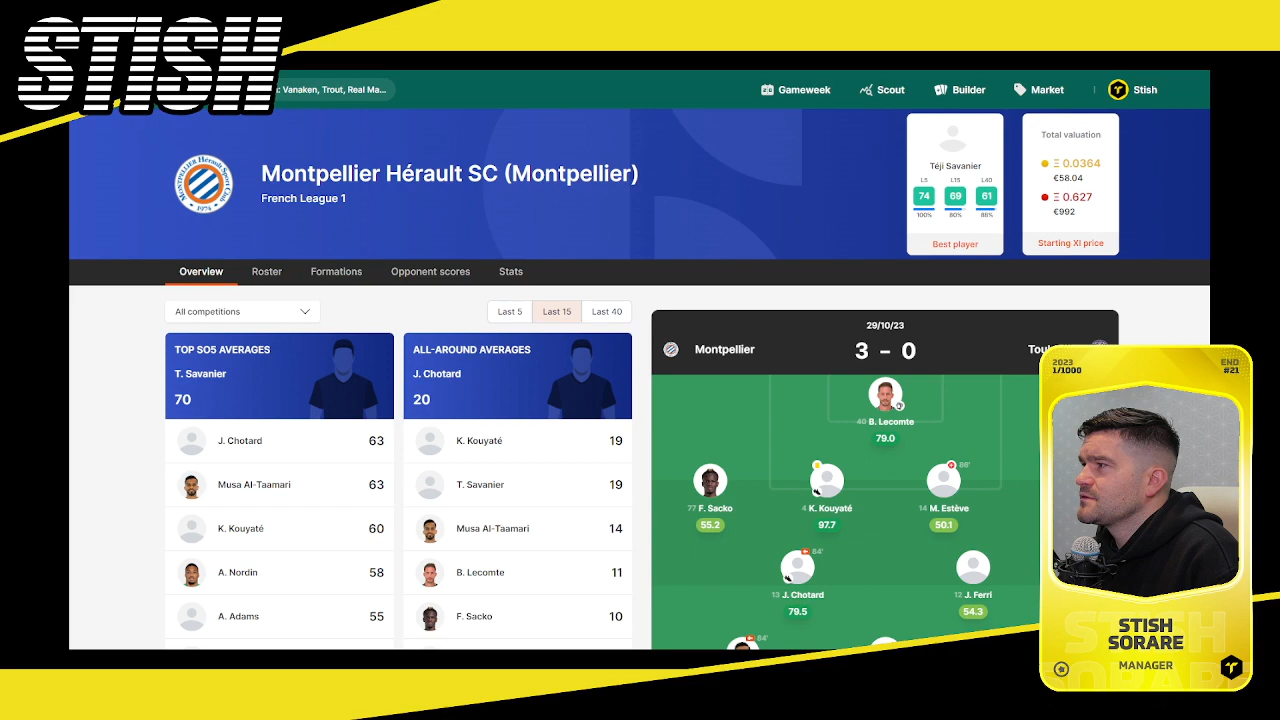 STISH
: Vanaken, Trout, Real Ma...
Gameweek
Scout
Builder
Market
Stish
Montpellier Hérault SC (Montpellier)
French League 1
Téji Savanier
L5 L15 L40
74 69 61
100% 80% 88%
Best player
Total valuation
Ξ 0.0364
€58.04
Ξ 0.627
€992
Starting XI price
Overview Roster Formations Opponent scores Stats
All competitions
Last 5 Last 15 Last 40
TOP SO5 AVERAGES
T. Savanier
70
J. Chotard 63
Musa Al-Taamari 63
K. Kouyaté 60
A. Nordin 58
A. Adams 55
ALL-AROUND AVERAGES
J. Chotard
20
K. Kouyaté 19
T. Savanier 19
Musa Al-Taamari 14
B. Lecomte 11
F. Sacko 10
29/10/23
Montpellier 3 - 0
40 B. Lecomte
79.0
86'
77 F. Sacko
55.2
4 K. Kouyaté
97.7
14 M. Estève
50.1
84'
13 J. Chotard
79.5
12 J. Ferri
54.3
84'
2023
1/1000
END
#21
STISH
SORARE
MANAGER